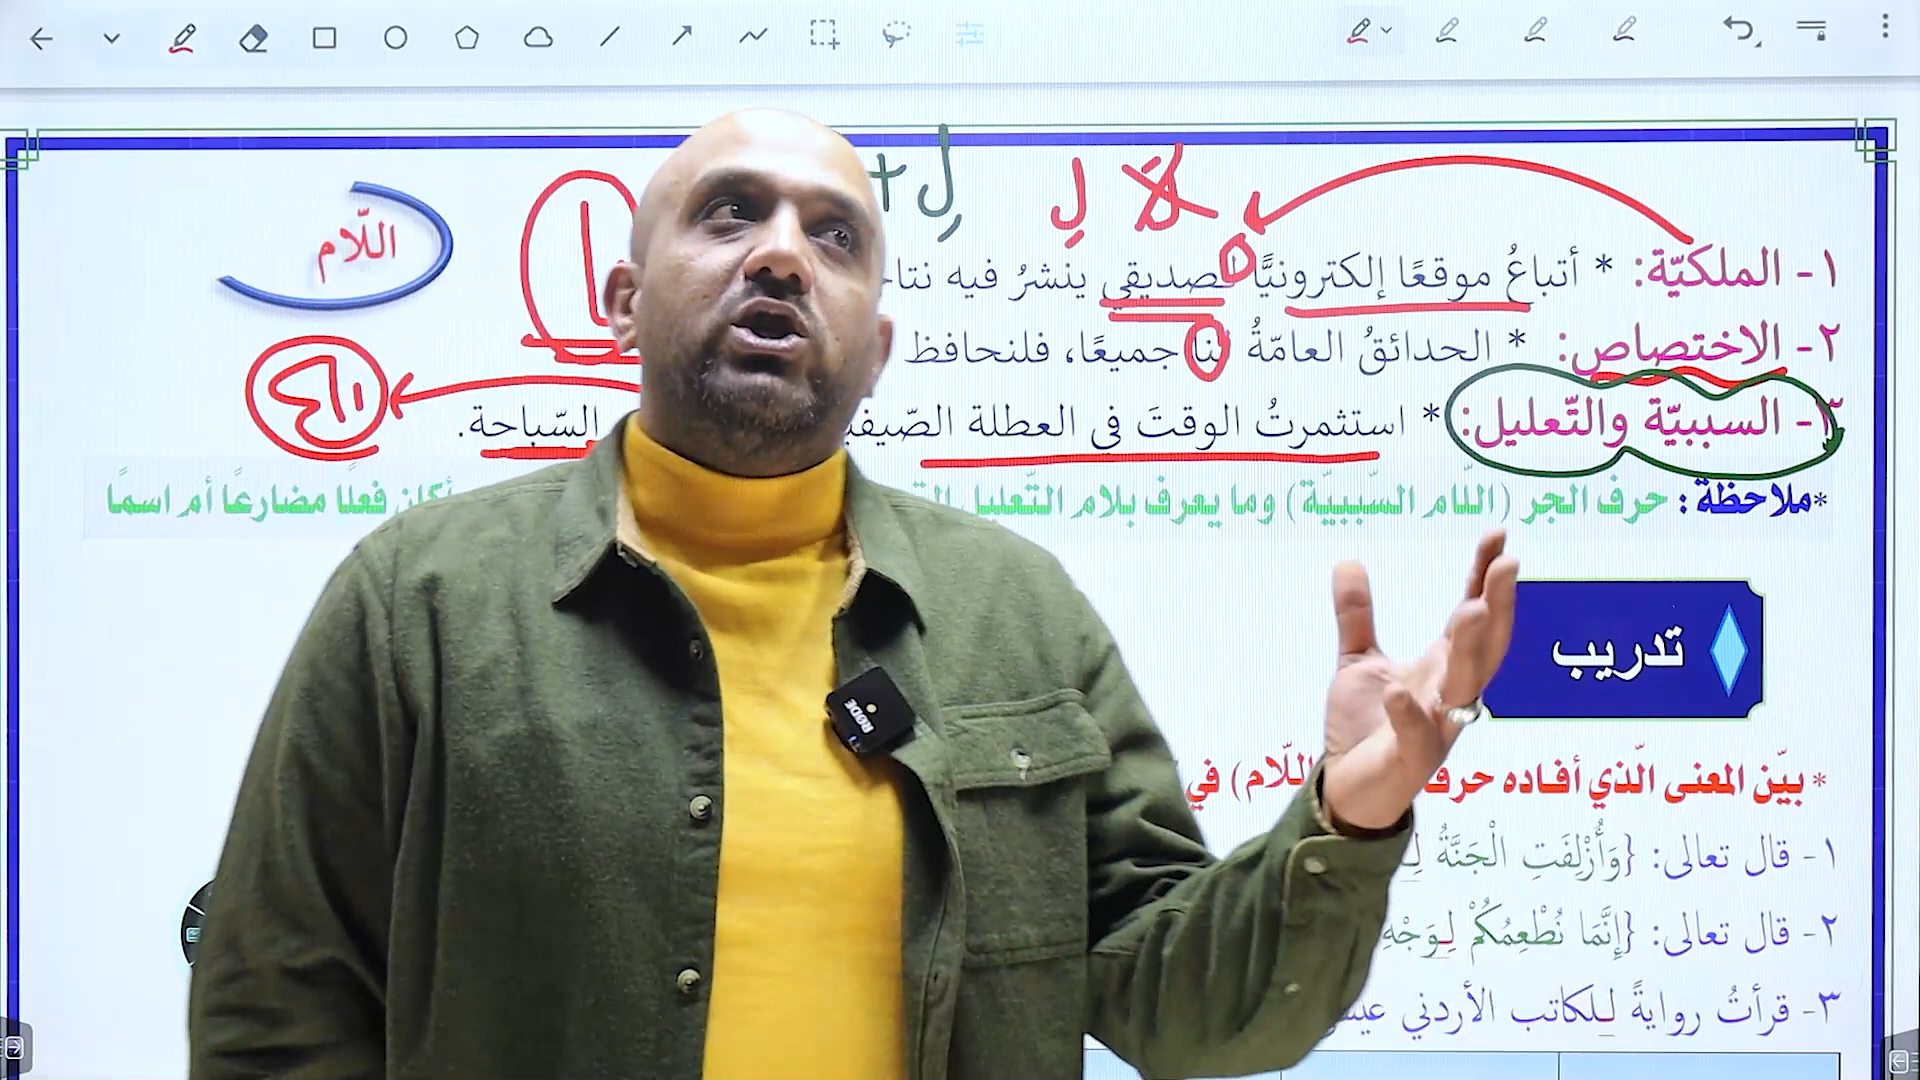 اللّام
لِ +
لِ لَا
١- الملكيّة: * أتباعُ موقعًا إلكترونيًّا لصديقي ينشرُ فيه
٢- الاختصاص: * الحدائقُ العامّةُ لنا جميعًا، فلنحافظ
٣- السببيّة والتّعليل: * استثمرتُ الوقتَ في العطلة السّباحة.
*ملاحظة : حرف الجر (اللّام السّببيّة) وما يعرف بلام التّعليل أكان فعلًا مضارعًا أم اسمًا
تدريب
* بيّن المعنى الّذي أفاده حرف اللّام) في
١- قال تعالى: {وَأُزْلِفَتِ الْجَنَّةُ
٢- قال تعالى: {إِنَّمَا نُطْعِمُكُمْ لِوَجْهِ
٣- قرأتُ روايةً للكاتب الأردني
RØDE